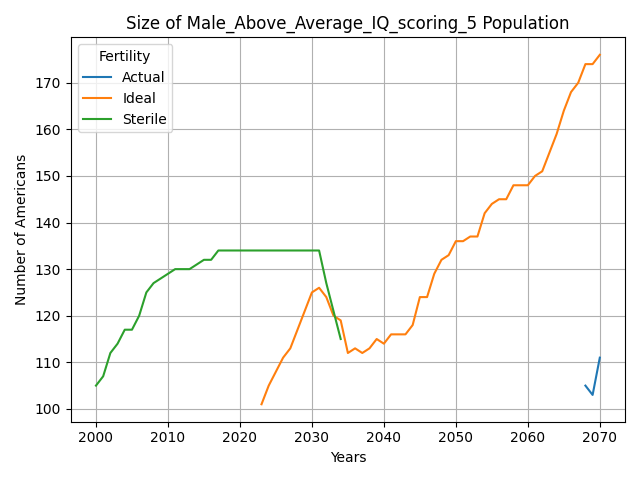 Size of Male_Above_Average_IQ_scoring_5 Population
Fertility
Actual
Ideal
Sterile
Number of Americans
170
160
150
140
130
120
110
100
2000 2010 2020 2030 2040 2050 2060 2070
Years